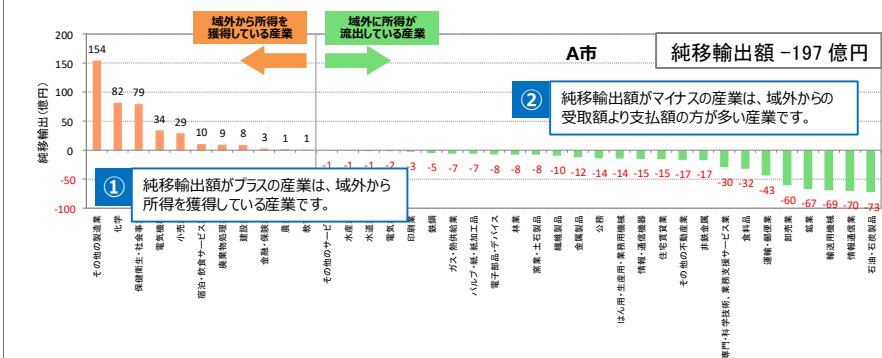 域外から所得を
獲得している産業
域外に所得が
流出している産業
A市
純移輸出額 -197 億円
純移輸出(億円)
200
150
100
50
0
-50
-100
154
82
79
34
29
10
9
8
3
1
1
-1
-1
-1
-2
-3
-5
-7
-7
-8
-8
-8
-10
-12
-14
-14
-15
-15
-17
-17
-30
-32
-43
-60
-67
-69
-70
-73
② 純移輸出額がマイナスの産業は、域外からの
受取額より支払額の方が多い産業です。
① 純移輸出額がプラスの産業は、域外から
所得を獲得している産業です。
その他の製造業
化学
保健衛生・社会事
電気機
小売
宿泊・飲食サービス
廃棄物処理
建設
金融・保険
農
教
その他のサービ
水産
水道
電気
印刷業
鉄鋼
ガス・熱供給業
パルプ・紙・紙加工品
電子部品・デバイス
林業
窯業・土石製品
繊維製品
金属製品
公務
はん用・生産用・業務用機械
情報・通信機器
住宅賃貸業
その他の不動産業
非鉄金属
専門・科学技術、業務支援サービス業
食料品
運輸・郵便業
卸売業
鉱業
輸送用機械
情報通信業
石油・石炭製品